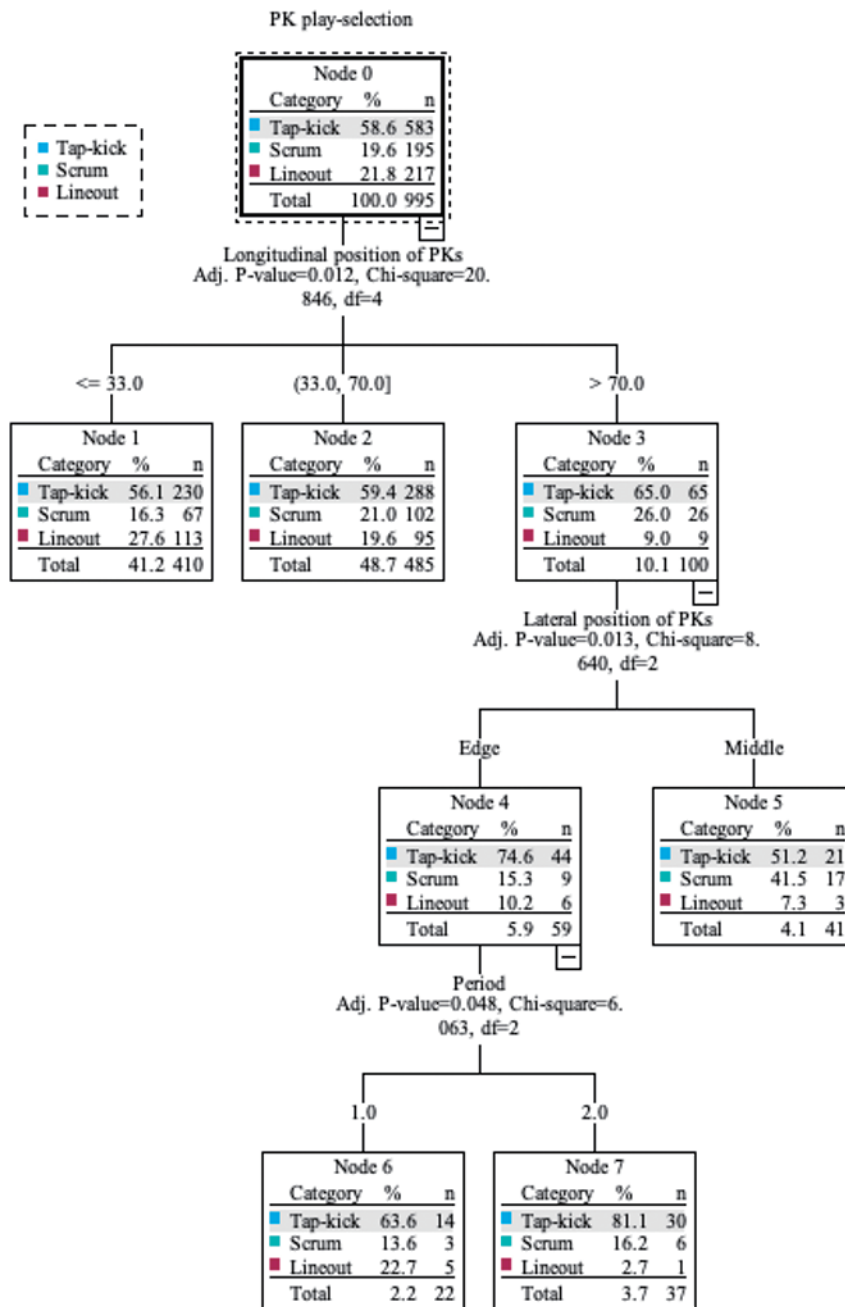 PK play-selection
Tap-kick
Scrum
Lineout
Node 0
Category % n
Tap-kick 58.6 583
Scrum 19.6 195
Lineout 21.8 217
Total 100.0 995
Longitudinal position of PKs
Adj. P-value=0.012, Chi-square=20.
846, df=4
<= 33.0 (33.0, 70.0] > 70.0
Node 1
Category % n
Tap-kick 56.1 230
Scrum 16.3 67
Lineout 27.6 113
Total 41.2 410
Node 2
Category % n
Tap-kick 59.4 288
Scrum 21.0 102
Lineout 19.6 95
Total 48.7 485
Node 3
Category % n
Tap-kick 65.0 65
Scrum 26.0 26
Lineout 9.0 9
Total 10.1 100
Lateral position of PKs
Adj. P-value=0.013, Chi-square=8.
640, df=2
Edge Middle
Node 4
Category % n
Tap-kick 74.6 44
Scrum 15.3 9
Lineout 10.2 6
Total 5.9 59
Node 5
Category % n
Tap-kick 51.2 21
Scrum 41.5 17
Lineout 7.3 3
Total 4.1 41
Period
Adj. P-value=0.048, Chi-square=6.
063, df=2
1.0 2.0
Node 6
Category % n
Tap-kick 63.6 14
Scrum 13.6 3
Lineout 22.7 5
Total 2.2 22
Node 7
Category % n
Tap-kick 81.1 30
Scrum 16.2 6
Lineout 2.7 1
Total 3.7 37